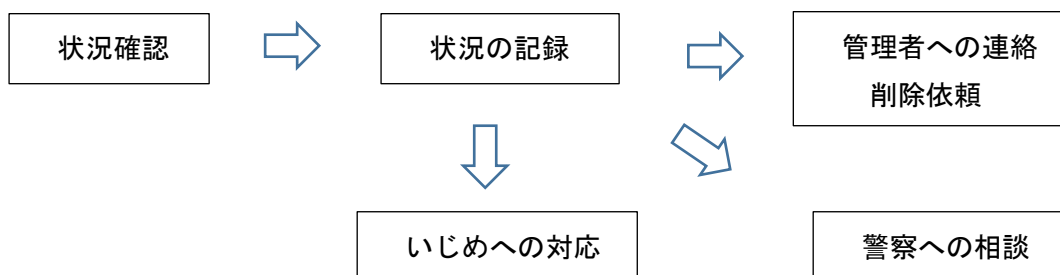 状況確認
状況の記録
管理者への連絡
削除依頼
いじめへの対応
警察への相談